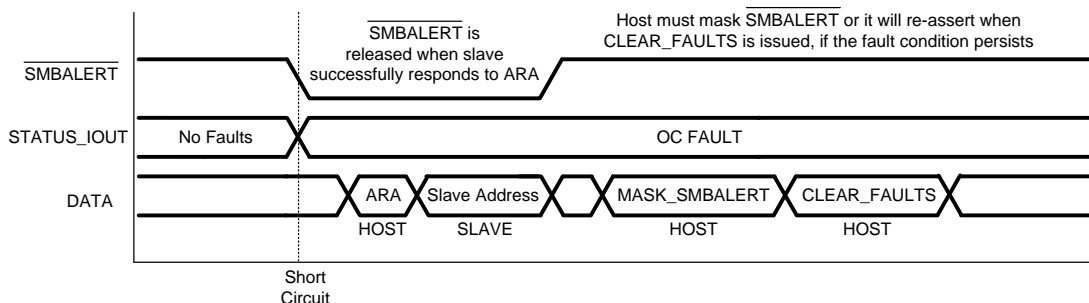 SMBALERT is
released when slave
successfully responds to ARA
Host must mask SMBALERT or it will re-assert when
CLEAR_FAULTS is issued, if the fault condition persists
SMBALERT
STATUS_IOUT
No Faults
OC FAULT
DATA
ARA
Slave Address
MASK_SMBALERT
CLEAR_FAULTS
HOST
SLAVE
HOST
HOST
Short
Circuit